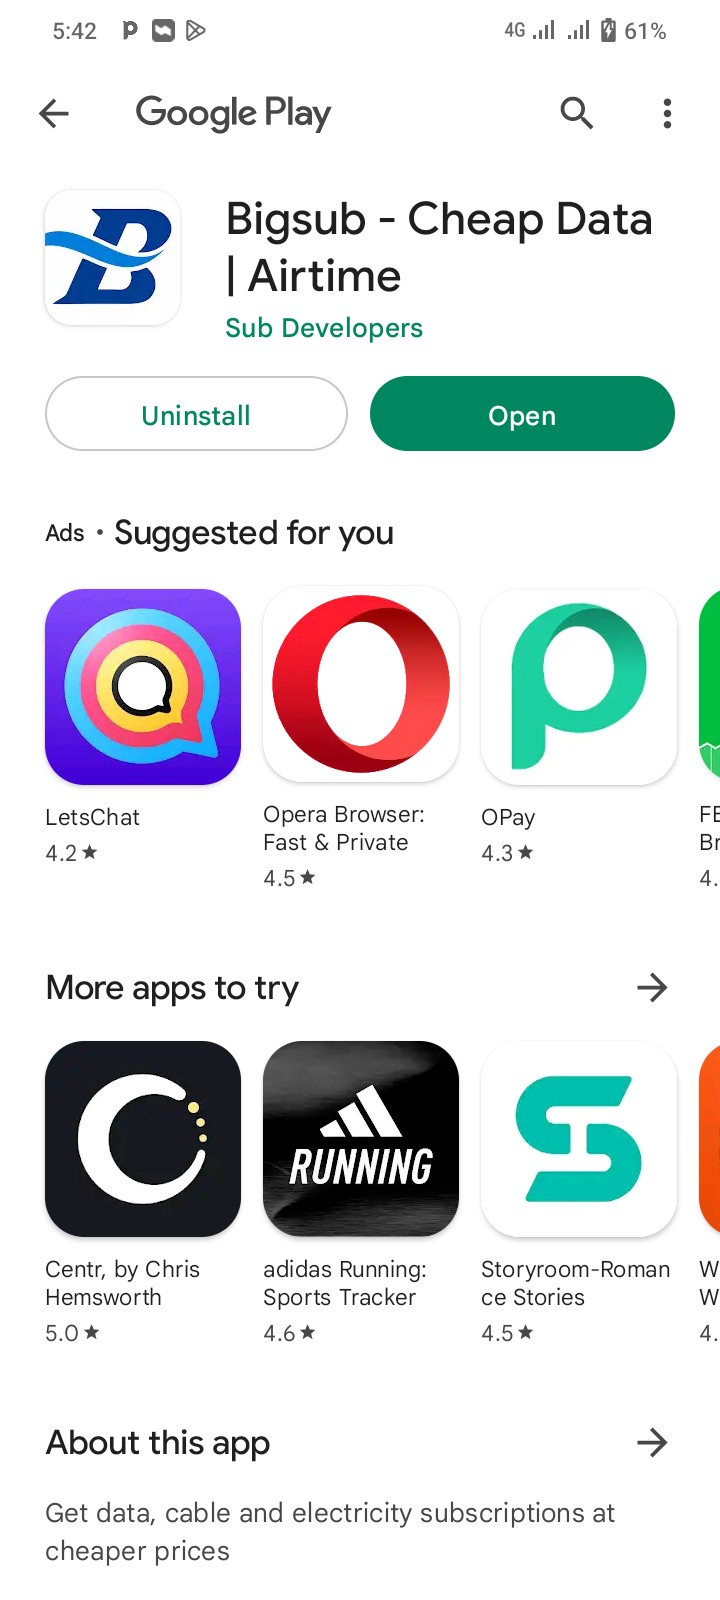 5:42
4G
61%
Google Play
Bigsub - Cheap Data
| Airtime
Sub Developers
Uninstall
Open
Ads • Suggested for you
LetsChat
4.2 ★
Opera Browser:
Fast & Private
4.5 ★
OPay
4.3 ★
FE
Br
4.
More apps to try
RUNNING
Centr, by Chris
Hemsworth
5.0 ★
adidas Running:
Sports Tracker
4.6 ★
Storyroom-Roman
ce Stories
4.5 ★
W
W
4.
About this app
Get data, cable and electricity subscriptions at
cheaper prices